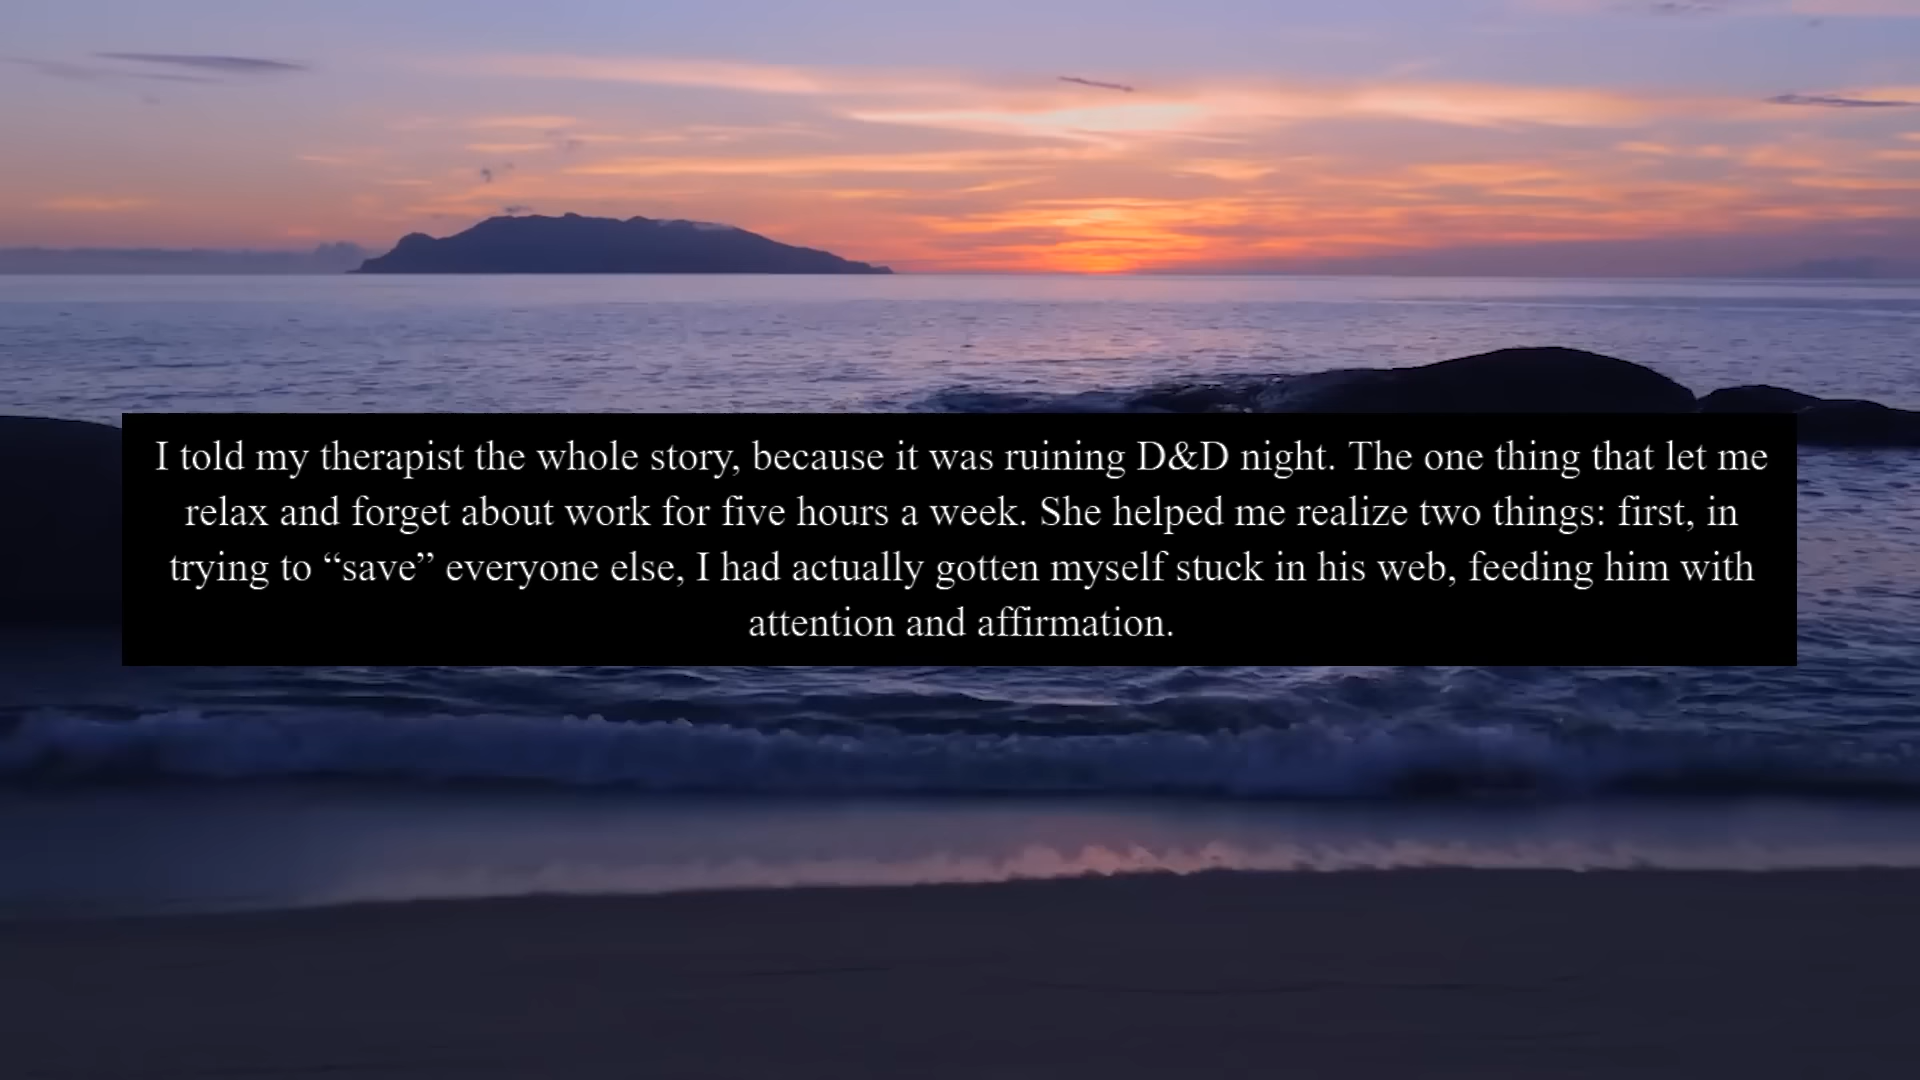 I told my therapist the whole story, because it was ruining D&D night. The one thing that let me
relax and forget about work for five hours a week. She helped me realize two things: first, in
trying to “save” everyone else, I had actually gotten myself stuck in his web, feeding him with
attention and affirmation.